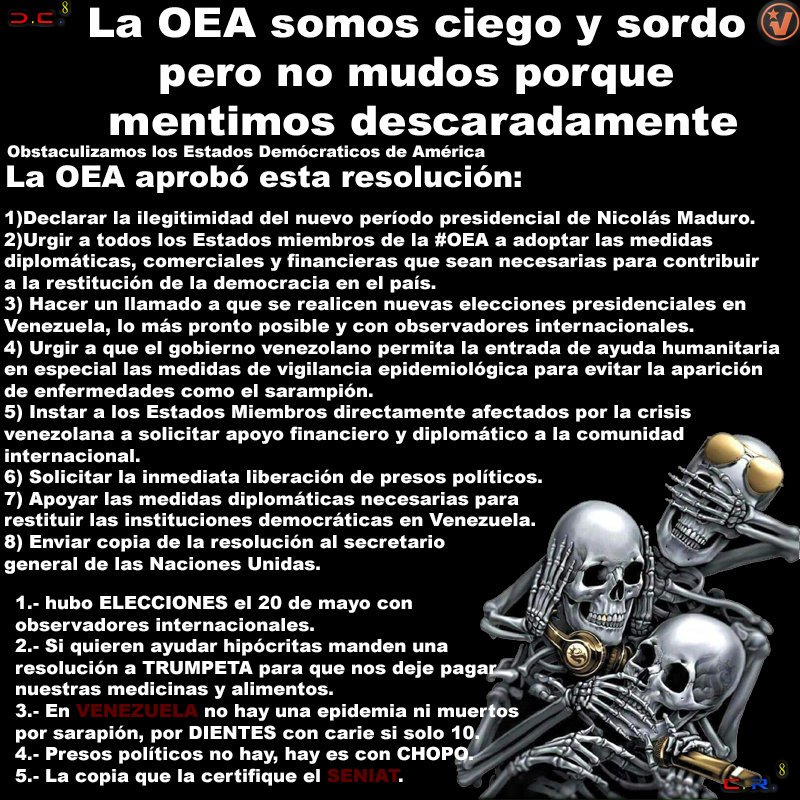 D.C. 8
La OEA somos ciego y sordo
pero no mudos porque
mentimos descaradamente
Obstaculizamos los Estados Demócraticos de América
La OEA aprobó esta resolución:
1)Declarar la ilegitimidad del nuevo período presidencial de Nicolás Maduro.
2)Urgir a todos los Estados miembros de la #OEA a adoptar las medidas
diplomáticas, comerciales y financieras que sean necesarias para contribuir
a la restitución de la democracia en el país.
3) Hacer un llamado a que se realicen nuevas elecciones presidenciales en
Venezuela, lo más pronto posible y con observadores internacionales.
4) Urgir a que el gobierno venezolano permita la entrada de ayuda humanitaria
en especial las medidas de vigilancia epidemiológica para evitar la aparición
de enfermedades como el sarampión.
5) Instar a los Estados Miembros directamente afectados por la crisis
venezolana a solicitar apoyo financiero y diplomático a la comunidad
internacional.
6) Solicitar la inmediata liberación de presos políticos.
7) Apoyar las medidas diplomáticas necesarias para
restituir las instituciones democráticas en Venezuela.
8) Enviar copia de la resolución al secretario
general de las Naciones Unidas.
1.- hubo ELECCIONES el 20 de mayo con
observadores internacionales.
2.- Si quieren ayudar hipócritas manden una
resolución a TRUMPETA para que nos deje pagar
nuestras medicinas y alimentos.
3.- En VENEZUELA no hay una epidemia ni muertos
por sarapión, por DIENTES con carie si solo 10.
4.- Presos políticos no hay, hay es con CHOPO.
5.- La copia que la certifique el SENIAT.
C.R. 8